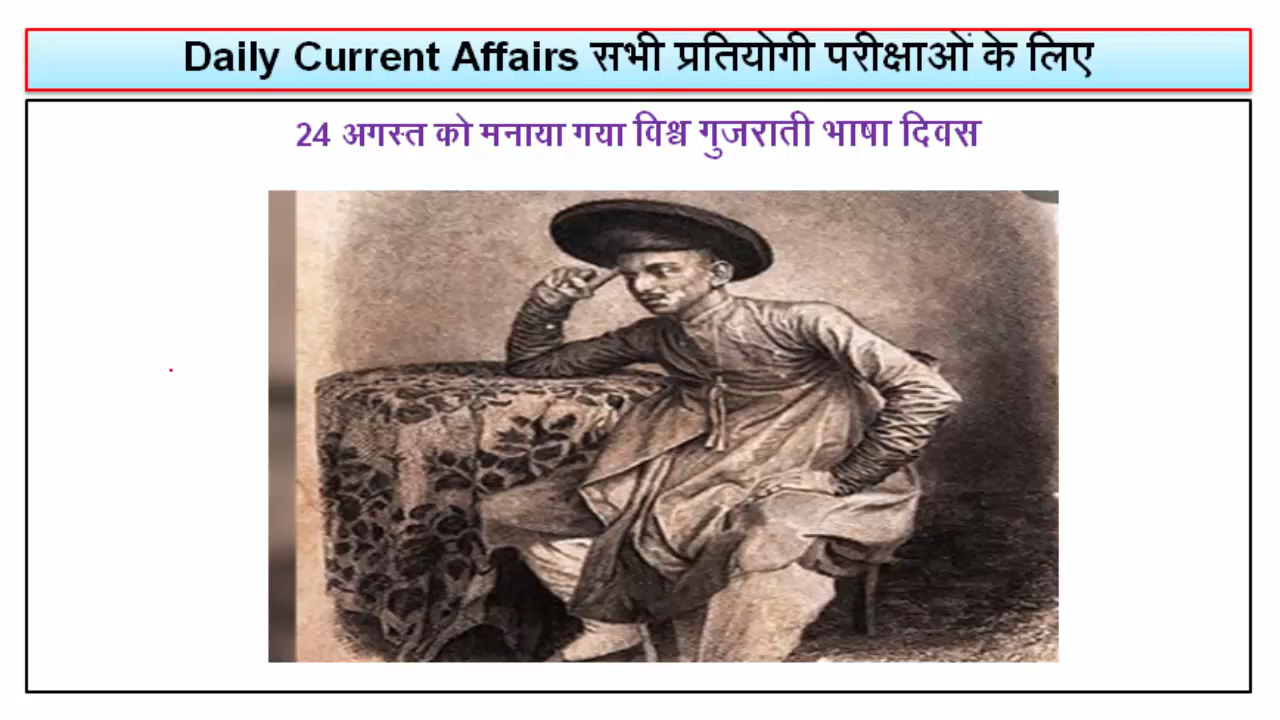 Daily Current Affairs सभी प्रतियोगी परीक्षाओं के लिए
24 अगस्त को मनाया गया विश्व गुजराती भाषा दिवस